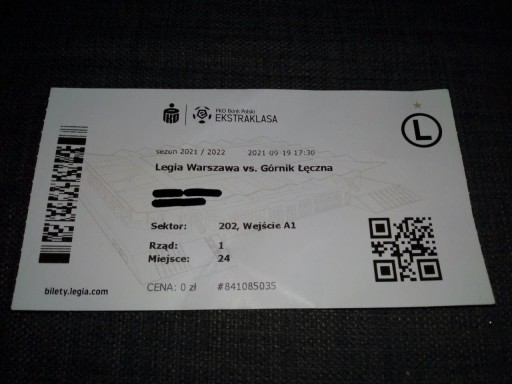 PKO
PKO Bank Polski
EKSTRAKLASA
L
sezon 2021 / 2022 2021-09-19 17:30
Legia Warszawa vs. Górnik Łęczna
Sektor: 202, Wejście A1
Rząd: 1
Miejsce: 24
bilety.legia.com
CENA: 0 zł #841085035